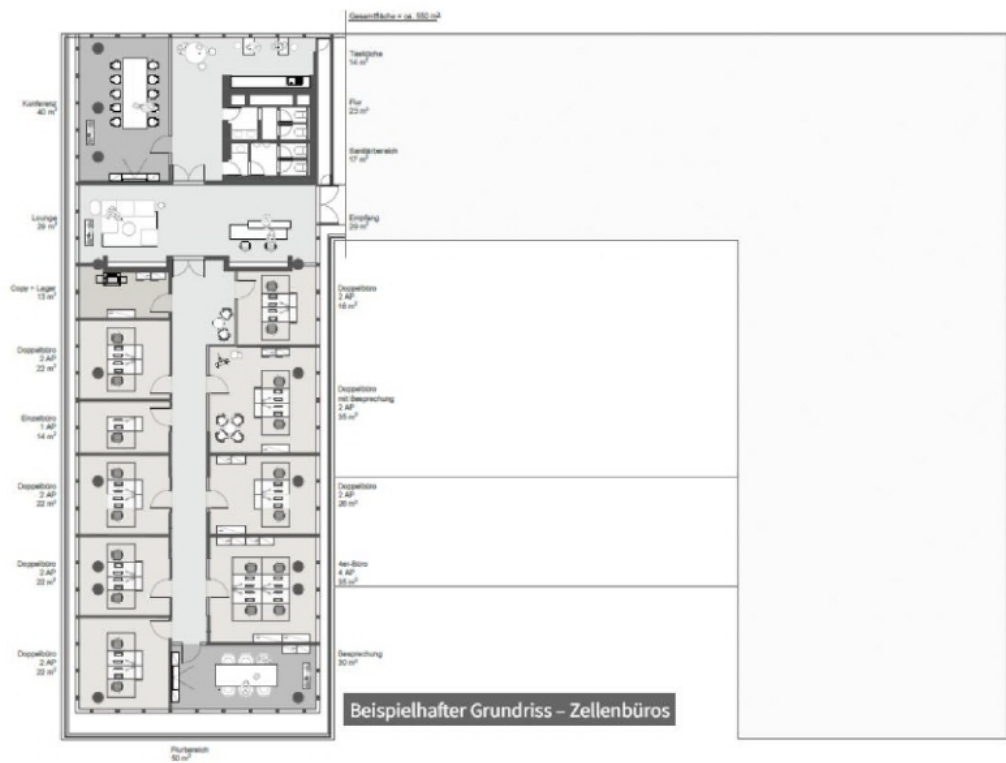 Gesamtfläche = ca. 550 m²
Teeküche
14 m²
Konferenz
40 m²
Flur
23 m²
Sanitärbereich
17 m²
Lounge
29 m²
Empfang
29 m²
Copy + Lager
13 m²
Doppelbüro
2 AP
18 m²
Doppelbüro
2 AP
22 m²
Doppelbüro
mit Besprechung
2 AP
35 m²
Einzelbüro
1 AP
14 m²
Doppelbüro
2 AP
22 m²
Doppelbüro
2 AP
26 m²
Doppelbüro
2 AP
22 m²
4er-Büro
4 AP
35 m²
Doppelbüro
2 AP
22 m²
Besprechung
30 m²
Beispielhafter Grundriss – Zellenbüros
Flurbereich
50 m²